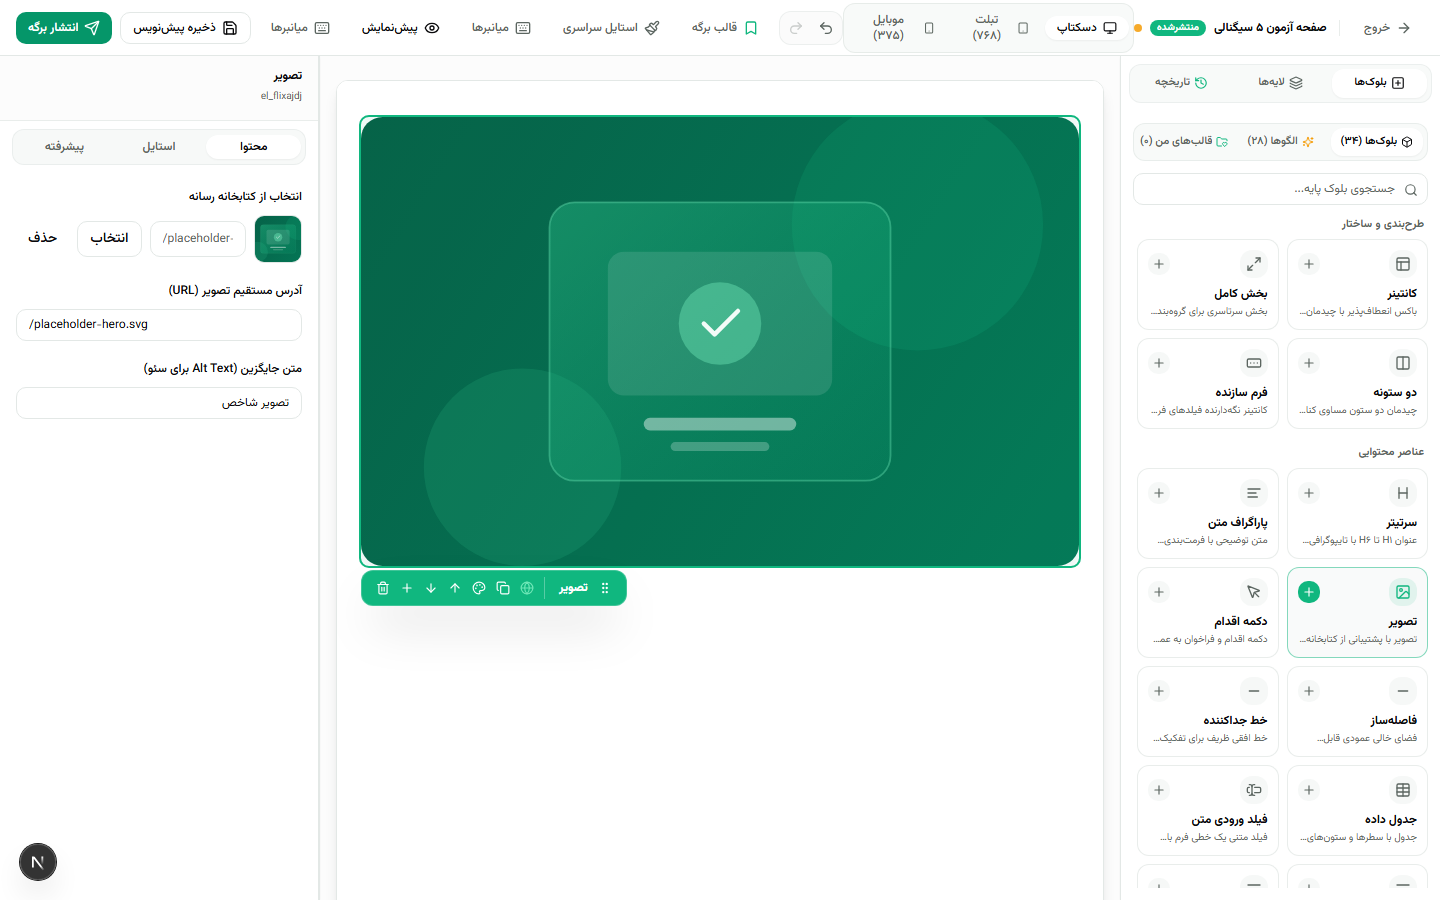 خروج
صفحه آزمون ۵ سیگنالی
منتشرشده
دسکتاپ
تبلت
(۷۶۸)
موبایل
(۳۷۵)
قالب برگه
استایل سراسری
میانبرها
پیش‌نمایش
میانبرها
ذخیره پیش‌نویس
انتشار برگه
بلوک‌ها
لایه‌ها
تاریخچه
بلوک‌ها (۳۴)
الگوها (۲۸)
قالب‌های من (۰)
جستجوی بلوک پایه...
طرح‌بندی و ساختار
کانتینر
باکس انعطاف‌پذیر با چیدمان...
بخش کامل
بخش سرتاسری برای گروه‌بند...
دو ستونه
چیدمان دو ستون مساوی کنا...
فرم سازنده
کانتینر نگه‌دارنده فیلدهای فر...
عناصر محتوایی
سرتیتر
عنوان H۱ تا H۶ با تایپوگرافی...
پاراگراف متن
متن توضیحی با فرمت‌بندی...
تصویر
تصویر با پشتیبانی از کتابخانه...
دکمه اقدام
دکمه اقدام و فراخوان به عمـ...
فاصله‌ساز
فضای خالی عمودی قابل...
خط جداکننده
خط افقی ظریف برای تفکیک...
جدول داده
جدول با سطرها و ستون‌های...
فیلد ورودی متن
فیلد متنی یک خطی فرم با...
تصویر
تصویر
el_flixajdj
محتوا
استایل
پیشرفته
انتخاب از کتابخانه رسانه
/placeholder-
انتخاب
حذف
آدرس مستقیم تصویر (URL)
/placeholder-hero.svg
متن جایگزین (Alt Text برای سئو)
تصویر شاخص
N